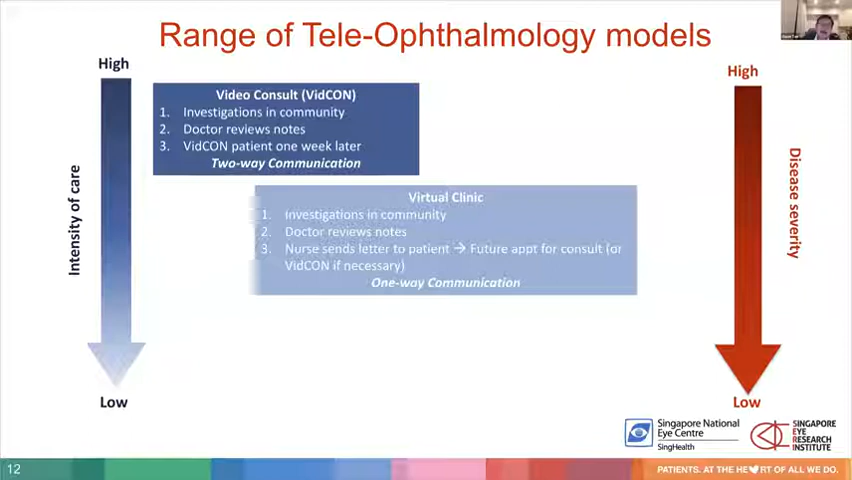 Range of Tele-Ophthalmology models
High
High
Video Consult (VidCON)
1. Investigations in community
2. Doctor reviews notes
3. VidCON patient one week later
Two-way Communication
Intensity of care
Disease severity
Virtual Clinic
1. Investigations in community
2. Doctor reviews notes
3. Nurse sends letter to patient → Future appt for consult (or
VidCON if necessary)
One-way Communication
Low
Low
Singapore National
Eye Centre
SingHealth
SINGAPORE
EYE
RESEARCH
INSTITUTE
12
PATIENTS. AT THE HE♥RT OF ALL WE DO.